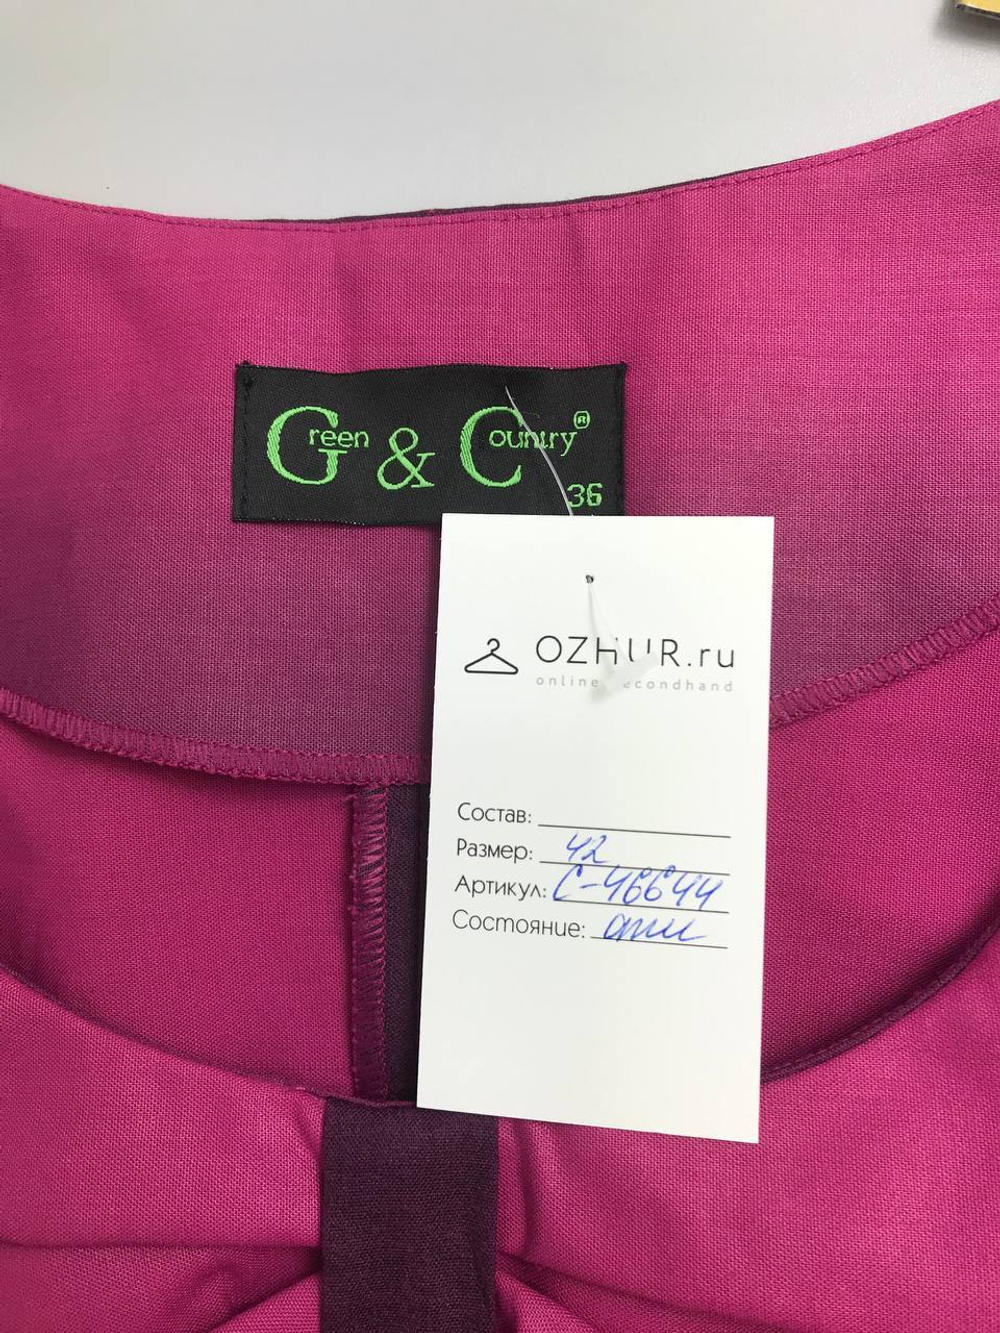 Green & Country®
36
OZHUR.ru
online secondhand
Состав:
Размер: 42
Артикул: С-46644
Состояние: отл